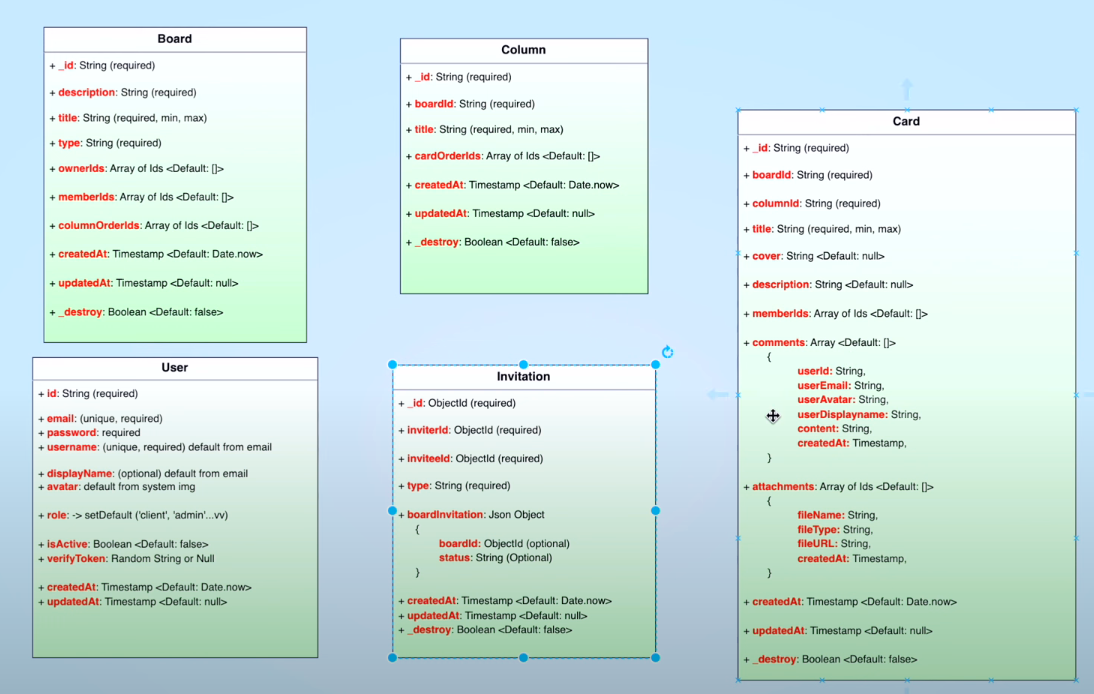 Board
+ _id: String (required)
+ description: String (required)
+ title: String (required, min, max)
+ type: String (required)
+ ownerIds: Array of Ids <Default: []>
+ memberIds: Array of Ids <Default: []>
+ columnOrderIds: Array of Ids <Default: []>
+ createdAt: Timestamp <Default: Date.now>
+ updatedAt: Timestamp <Default: null>
+ _destroy: Boolean <Default: false>
Column
+ _id: String (required)
+ boardId: String (required)
+ title: String (required, min, max)
+ cardOrderIds: Array of Ids <Default: []>
+ createdAt: Timestamp <Default: Date.now>
+ updatedAt: Timestamp <Default: null>
+ _destroy: Boolean <Default: false>
Card
+ _id: String (required)
+ boardId: String (required)
+ columnId: String (required)
+ title: String (required, min, max)
+ cover: String <Default: null>
+ description: String <Default: null>
+ memberIds: Array of Ids <Default: []>
+ comments: Array <Default: []>
{
userId: String,
userEmail: String,
userAvatar: String,
userDisplayname: String,
content: String,
createdAt: Timestamp,
}
+ attachments: Array of Ids <Default: []>
{
fileName: String,
fileType: String,
fileURL: String,
createdAt: Timestamp,
}
+ createdAt: Timestamp <Default: Date.now>
+ updatedAt: Timestamp <Default: null>
+ _destroy: Boolean <Default: false>
User
+ id: String (required)
+ email: (unique, required)
+ password: required
+ username: (unique, required) default from email
+ displayName: (optional) default from email
+ avatar: default from system img
+ role: -> setDefault ('client', 'admin'...vv)
+ isActive: Boolean <Default: false>
+ verifyToken: Random String or Null
+ createdAt: Timestamp <Default: Date.now>
+ updatedAt: Timestamp <Default: null>
Invitation
+ _id: ObjectId (required)
+ inviterId: ObjectId (required)
+ inviteeId: ObjectId (required)
+ type: String (required)
+ boardInvitation: Json Object
{
boardId: ObjectId (optional)
status: String (Optional)
}
+ createdAt: Timestamp <Default: Date.now>
+ updatedAt: Timestamp <Default: null>
+ _destroy: Boolean <Default: false>